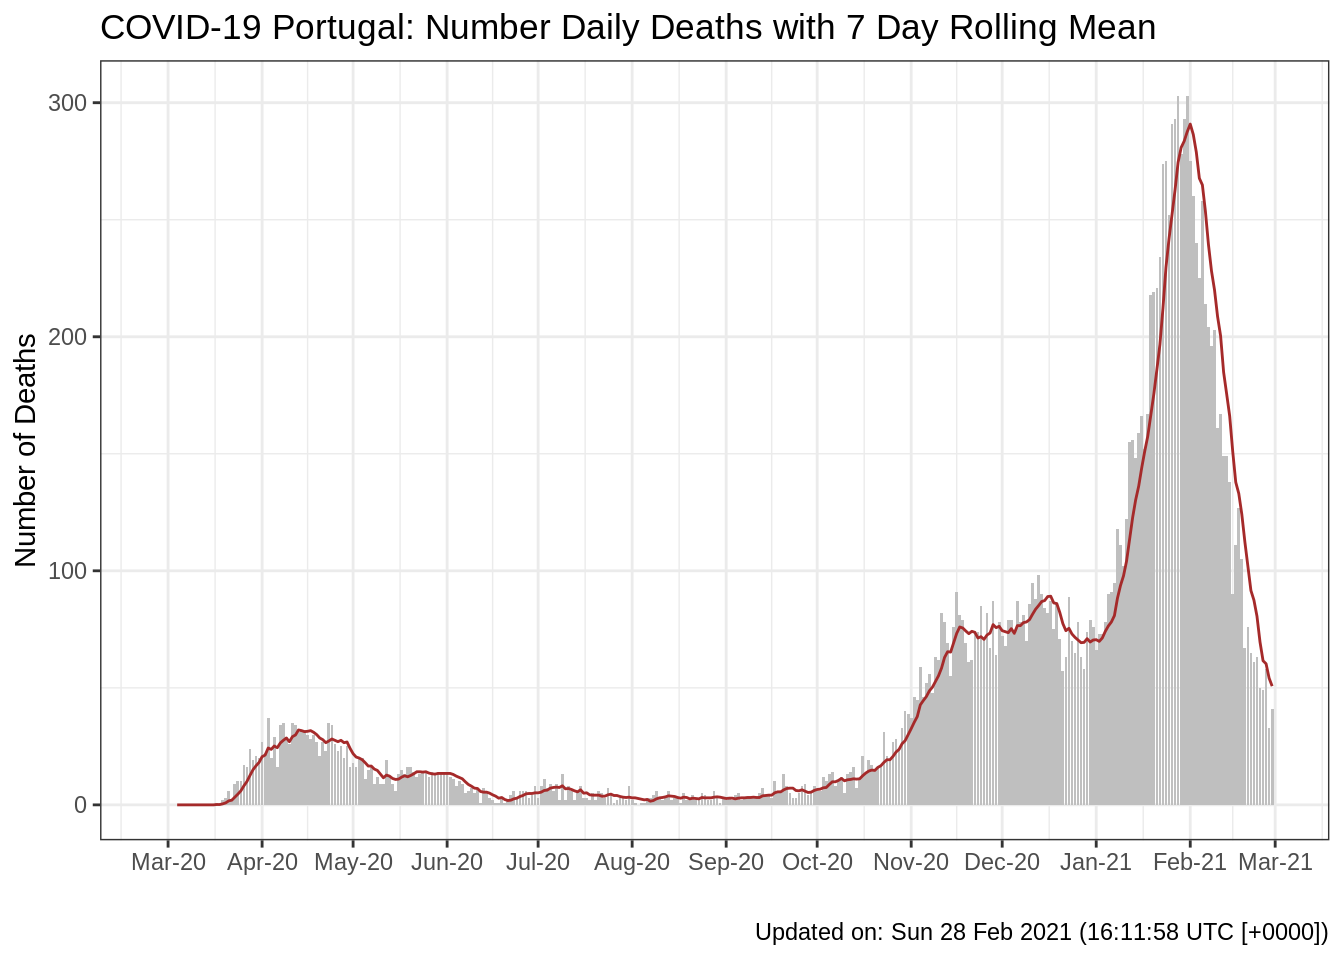 COVID-19 Portugal: Number Daily Deaths with 7 Day Rolling Mean
Number of Deaths
300
200
100
0
Mar-20 Apr-20 May-20 Jun-20 Jul-20 Aug-20 Sep-20 Oct-20 Nov-20 Dec-20 Jan-21 Feb-21 Mar-21
Updated on: Sun 28 Feb 2021 (16:11:58 UTC [+0000])